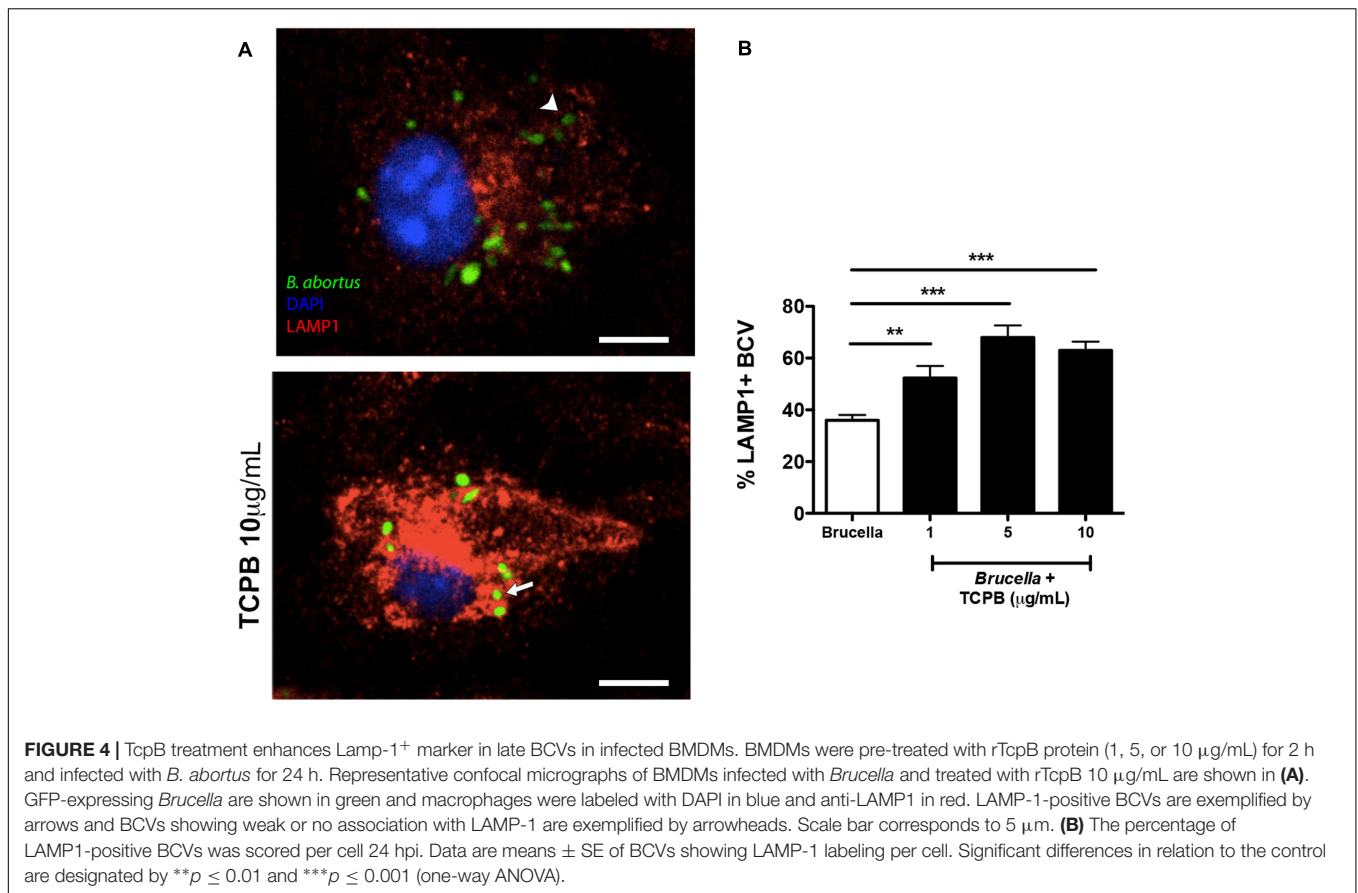 A
B. abortus
DAPI
LAMP1
TCPB 10μg/mL
B
% LAMP1+ BCV
80
60
40
20
0
***
***
**
Brucella
1
5
10
Brucella +
TCPB (μg/mL)
FIGURE 4 | TcpB treatment enhances Lamp-1+ marker in late BCVs in infected BMDMs. BMDMs were pre-treated with rTcpB protein (1, 5, or 10 μg/mL) for 2 h
and infected with B. abortus for 24 h. Representative confocal micrographs of BMDMs infected with Brucella and treated with rTcpB 10 μg/mL are shown in (A).
GFP-expressing Brucella are shown in green and macrophages were labeled with DAPI in blue and anti-LAMP1 in red. LAMP-1-positive BCVs are exemplified by
arrows and BCVs showing weak or no association with LAMP-1 are exemplified by arrowheads. Scale bar corresponds to 5 μm. (B) The percentage of
LAMP1-positive BCVs was scored per cell 24 hpi. Data are means ± SE of BCVs showing LAMP-1 labeling per cell. Significant differences in relation to the control
are designated by **p ≤ 0.01 and ***p ≤ 0.001 (one-way ANOVA).